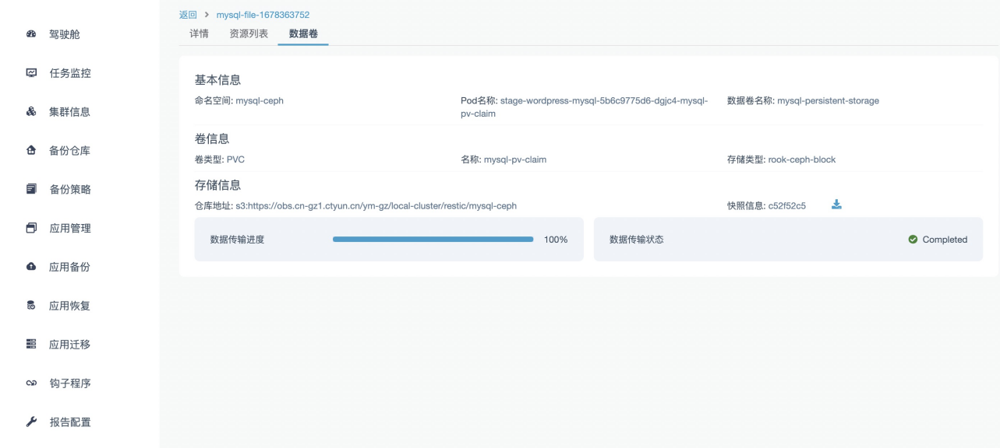 返回 > mysql-file-1678363752
详情 资源列表 数据卷
驾驶舱
任务监控
集群信息
备份仓库
备份策略
应用管理
应用备份
应用恢复
应用迁移
钩子程序
报告配置
基本信息
命名空间: mysql-ceph
Pod名称: stage-wordpress-mysql-5b6c9775d6-dgjc4-mysql-
pv-claim
数据卷名称: mysql-persistent-storage
卷信息
卷类型: PVC
名称: mysql-pv-claim
存储类型: rook-ceph-block
存储信息
仓库地址: s3:https://obs.cn-gz1.ctyun.cn/ym-gz/local-cluster/restic/mysql-ceph
快照信息: c52f52c5
数据传输进度 100%
数据传输状态 Completed